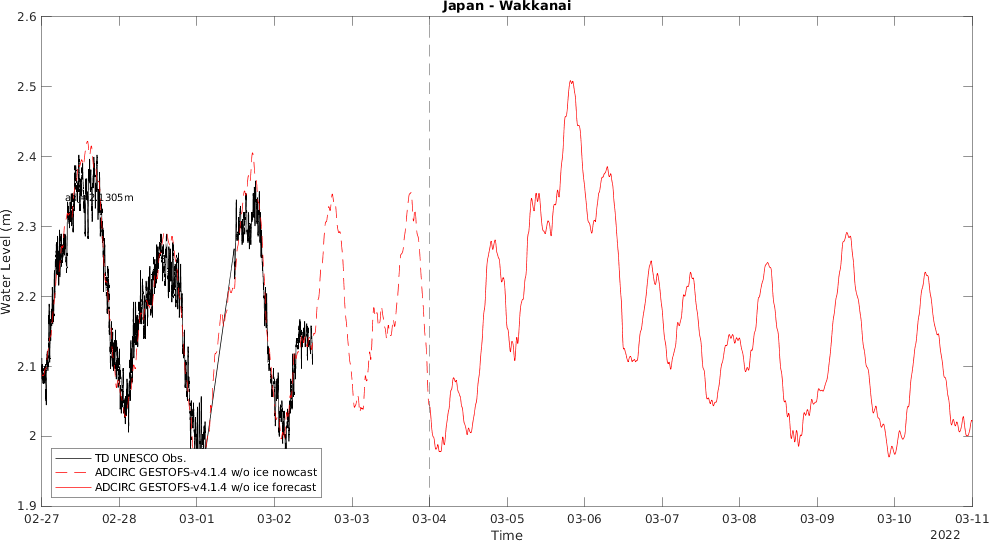 Japan - Wakkanai
2.6
2.5
2.4
2.3
2.2
2.1
2
1.9
Water Level (m)
1305m
TD UNESCO Obs.
ADCIRC GESTOFS-v4.1.4 w/o ice nowcast
ADCIRC GESTOFS-v4.1.4 w/o ice forecast
02-27 02-28 03-01 03-02 03-03 03-04 03-05 03-06 03-07 03-08 03-09 03-10 03-11
Time
2022